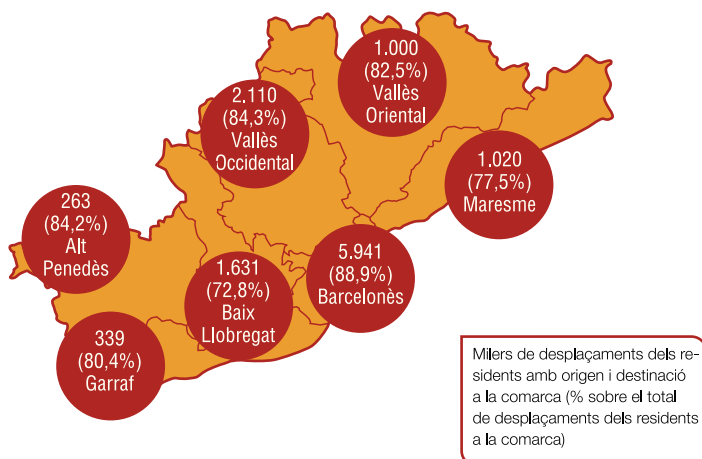 1.000
(82,5%)
Vallès
Oriental
2.110
(84,3%)
Vallès
Occidental
1.020
(77,5%)
Maresme
263
(84,2%)
Alt
Penedès
5.941
(88,9%)
Barcelonès
1.631
(72,8%)
Baix
Llobregat
339
(80,4%)
Garraf
Milers de desplaçaments dels re-
sidents amb origen i destinació
a la comarca (% sobre el total
de desplaçaments dels residents
a la comarca)